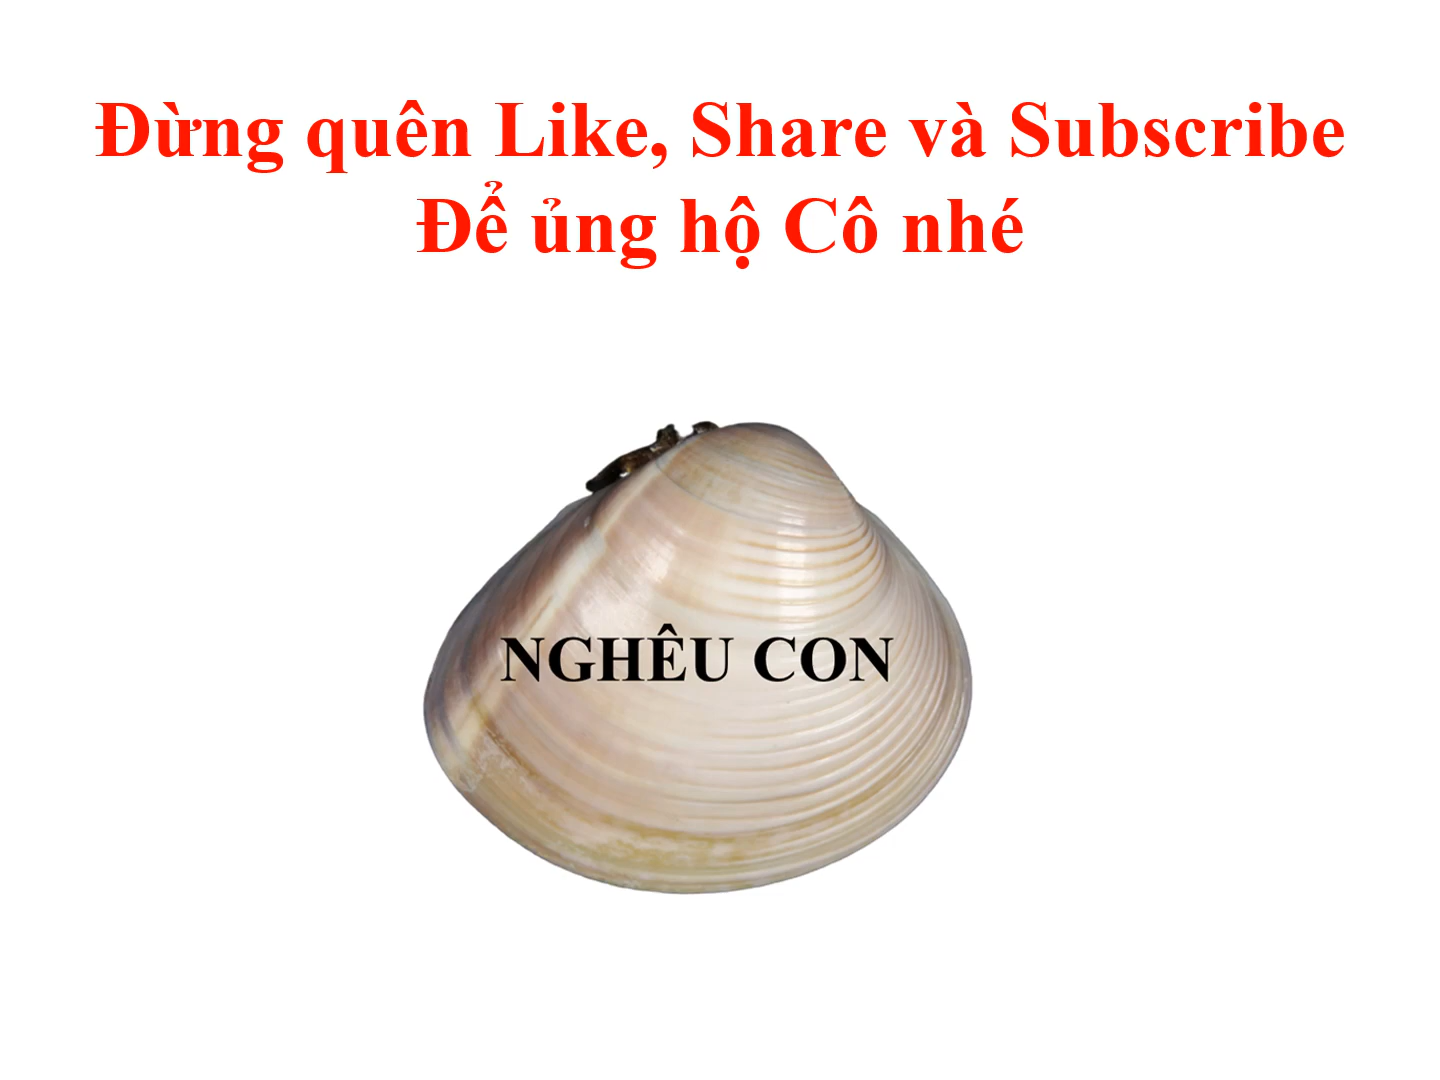 Đừng quên Like, Share và Subscribe
Để ủng hộ Cô nhé
NGHÊU CON